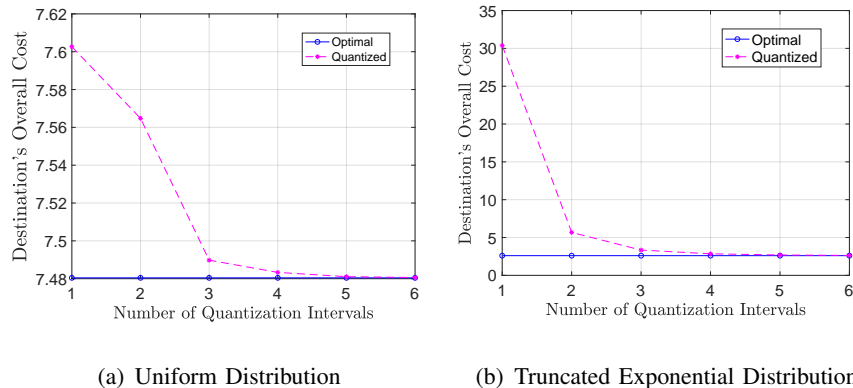 7.62
7.6
7.58
7.56
7.54
7.52
7.5
7.48
1 2 3 4 5 6
Destination's Overall Cost
Number of Quantization Intervals
Optimal
Quantized
(a) Uniform Distribution
35
30
25
20
15
10
5
0
1 2 3 4 5 6
Destination's Overall Cost
Number of Quantization Intervals
Optimal
Quantized
(b) Truncated Exponential Distribution